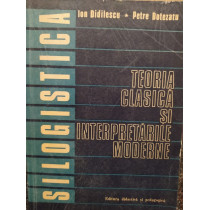 Ion Didilescu • Petre Botezatu
SILOGISTICA
TEORIA
CLASICĂ
ȘI
INTERPRETĂRILE
MODERNE
Editura didactică și pedagogică